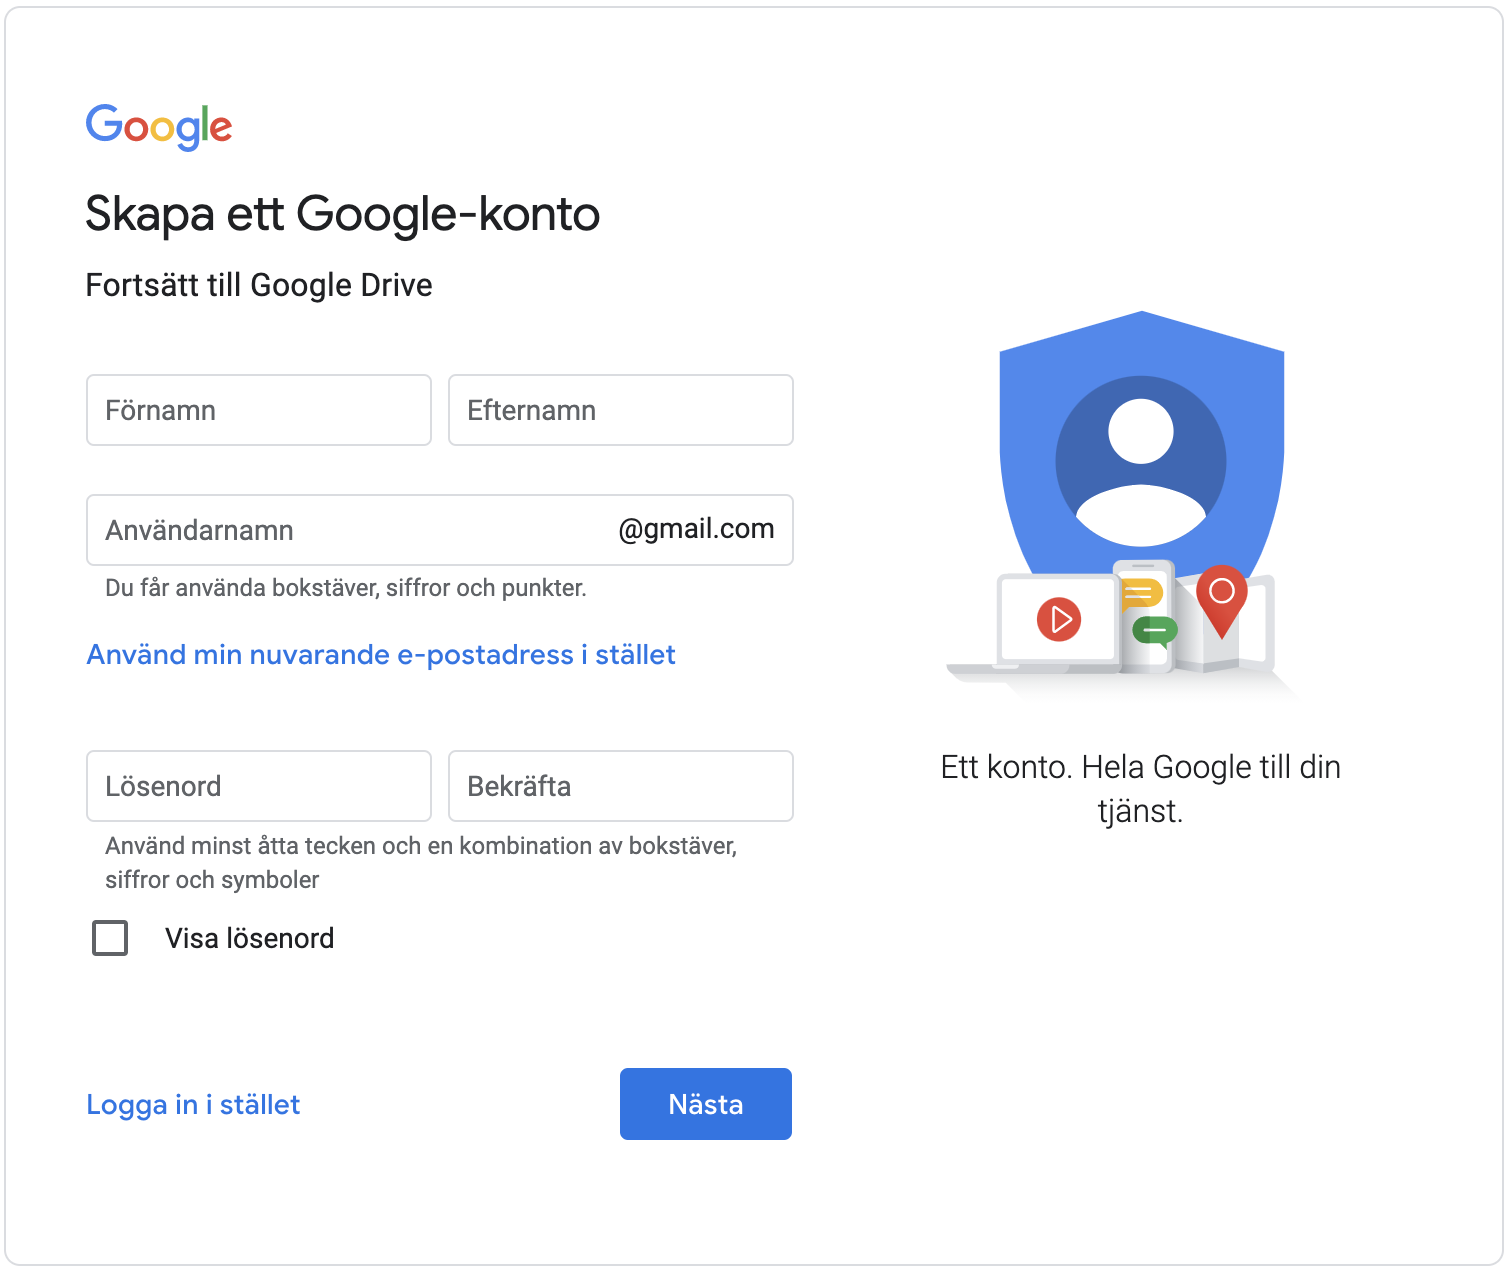 Google
Skapa ett Google-konto
Fortsätt till Google Drive
Förnamn
Efternamn
Användarnamn
@gmail.com
Du får använda bokstäver, siffror och punkter.
Använd min nuvarande e-postadress i stället
Lösenord
Bekräfta
Använd minst åtta tecken och en kombination av bokstäver,
siffror och symboler
Visa lösenord
Logga in i stället
Nästa
Ett konto. Hela Google till din
tjänst.